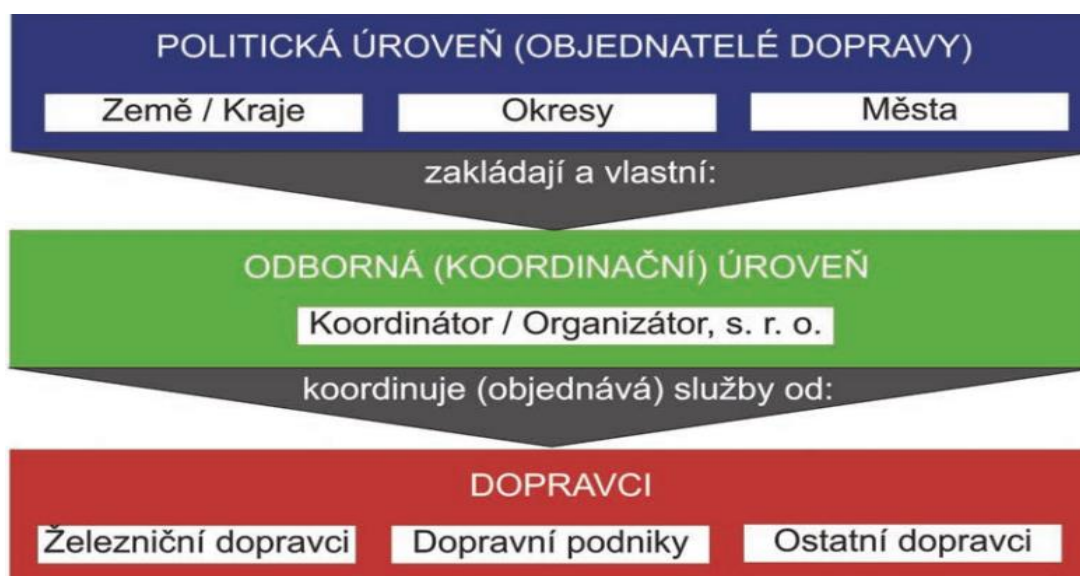 POLITICKÁ ÚROVEŇ (OBJEDNATELÉ DOPRAVY)
Země / Kraje Okresy Města
zakládají a vlastní:
ODBORNÁ (KOORDINAČNÍ) ÚROVEŇ
Koordinátor / Organizátor, s. r. o.
koordinuje (objednává) služby od:
DOPRAVCI
Železniční dopravci Dopravní podniky Ostatní dopravci